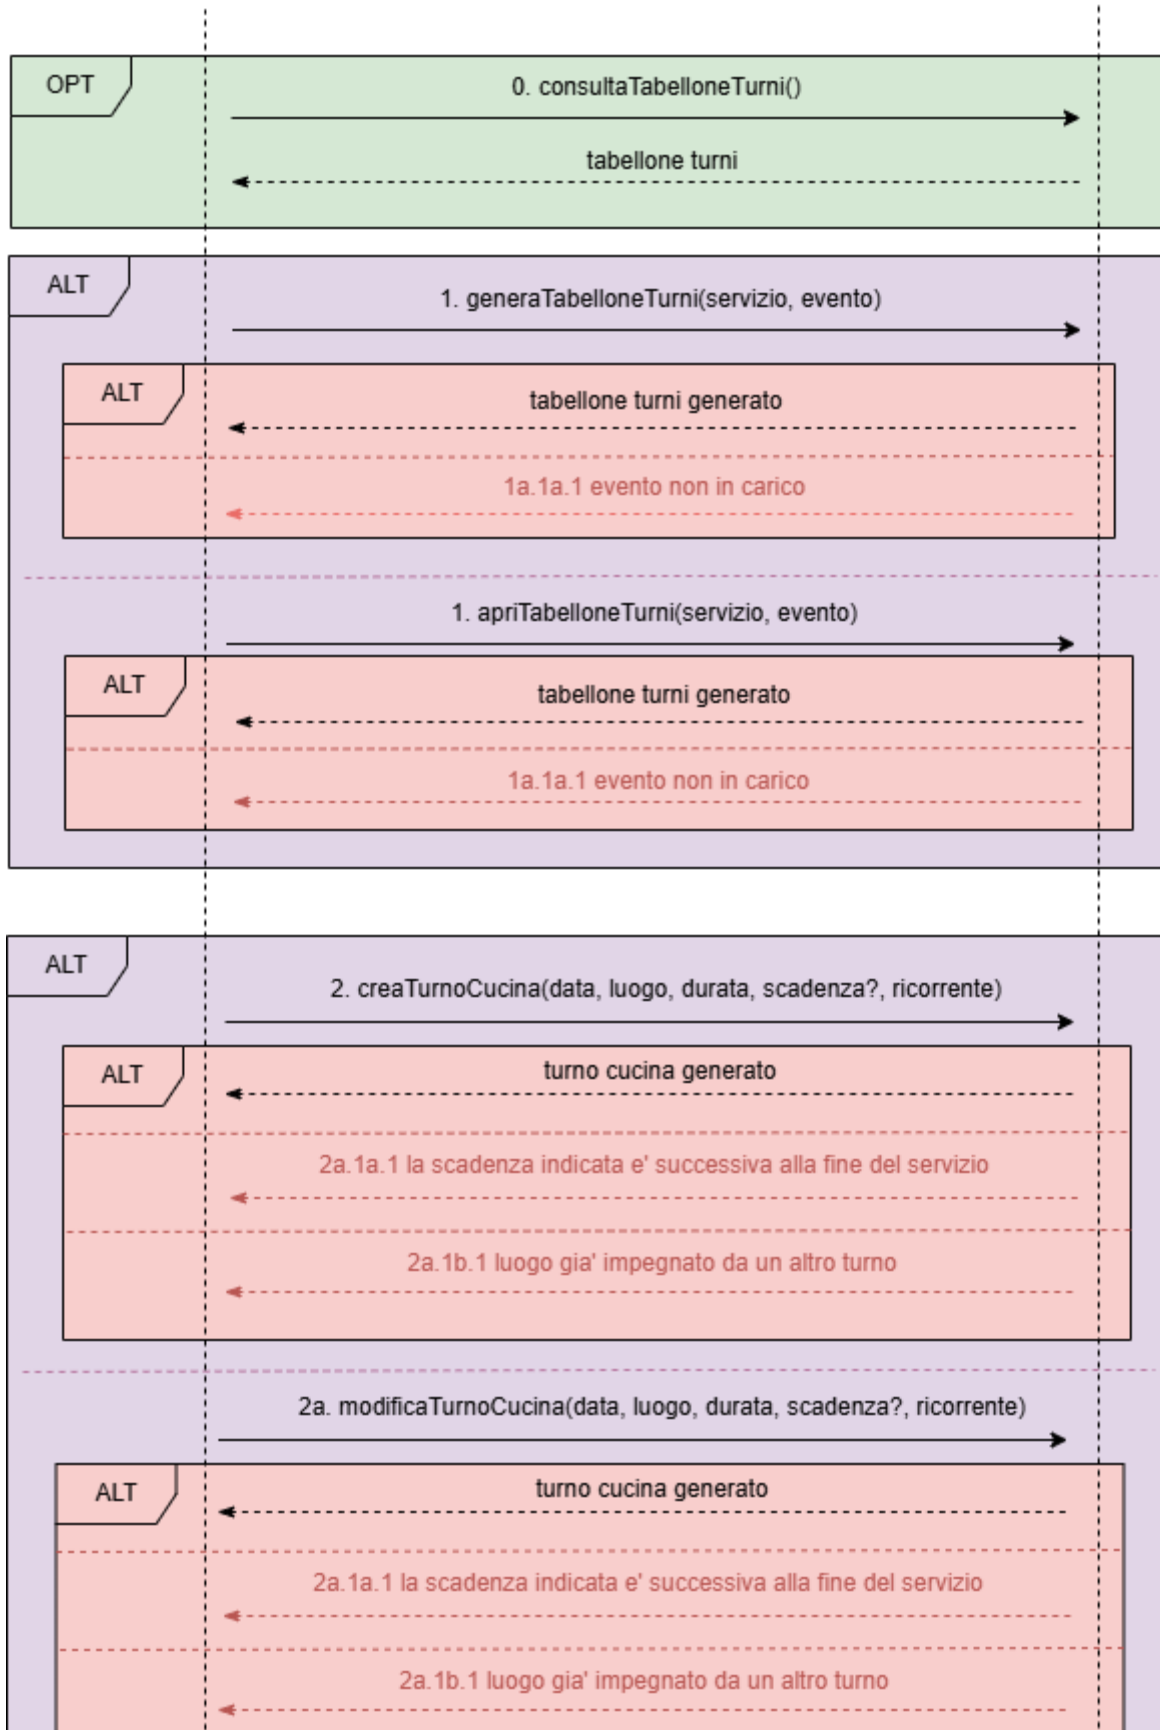 OPT
0. consultaTabelloneTurni()
tabellone turni
ALT
1. generaTabelloneTurni(servizio, evento)
ALT
tabellone turni generato
1a.1a.1 evento non in carico
1. apriTabelloneTurni(servizio, evento)
ALT
tabellone turni generato
1a.1a.1 evento non in carico
ALT
2. creaTurnoCucina(data, luogo, durata, scadenza?, ricorrente)
ALT
turno cucina generato
2a.1a.1 la scadenza indicata e' successiva alla fine del servizio
2a.1b.1 luogo gia' impegnato da un altro turno
2a. modificaTurnoCucina(data, luogo, durata, scadenza?, ricorrente)
ALT
turno cucina generato
2a.1a.1 la scadenza indicata e' successiva alla fine del servizio
2a.1b.1 luogo gia' impegnato da un altro turno